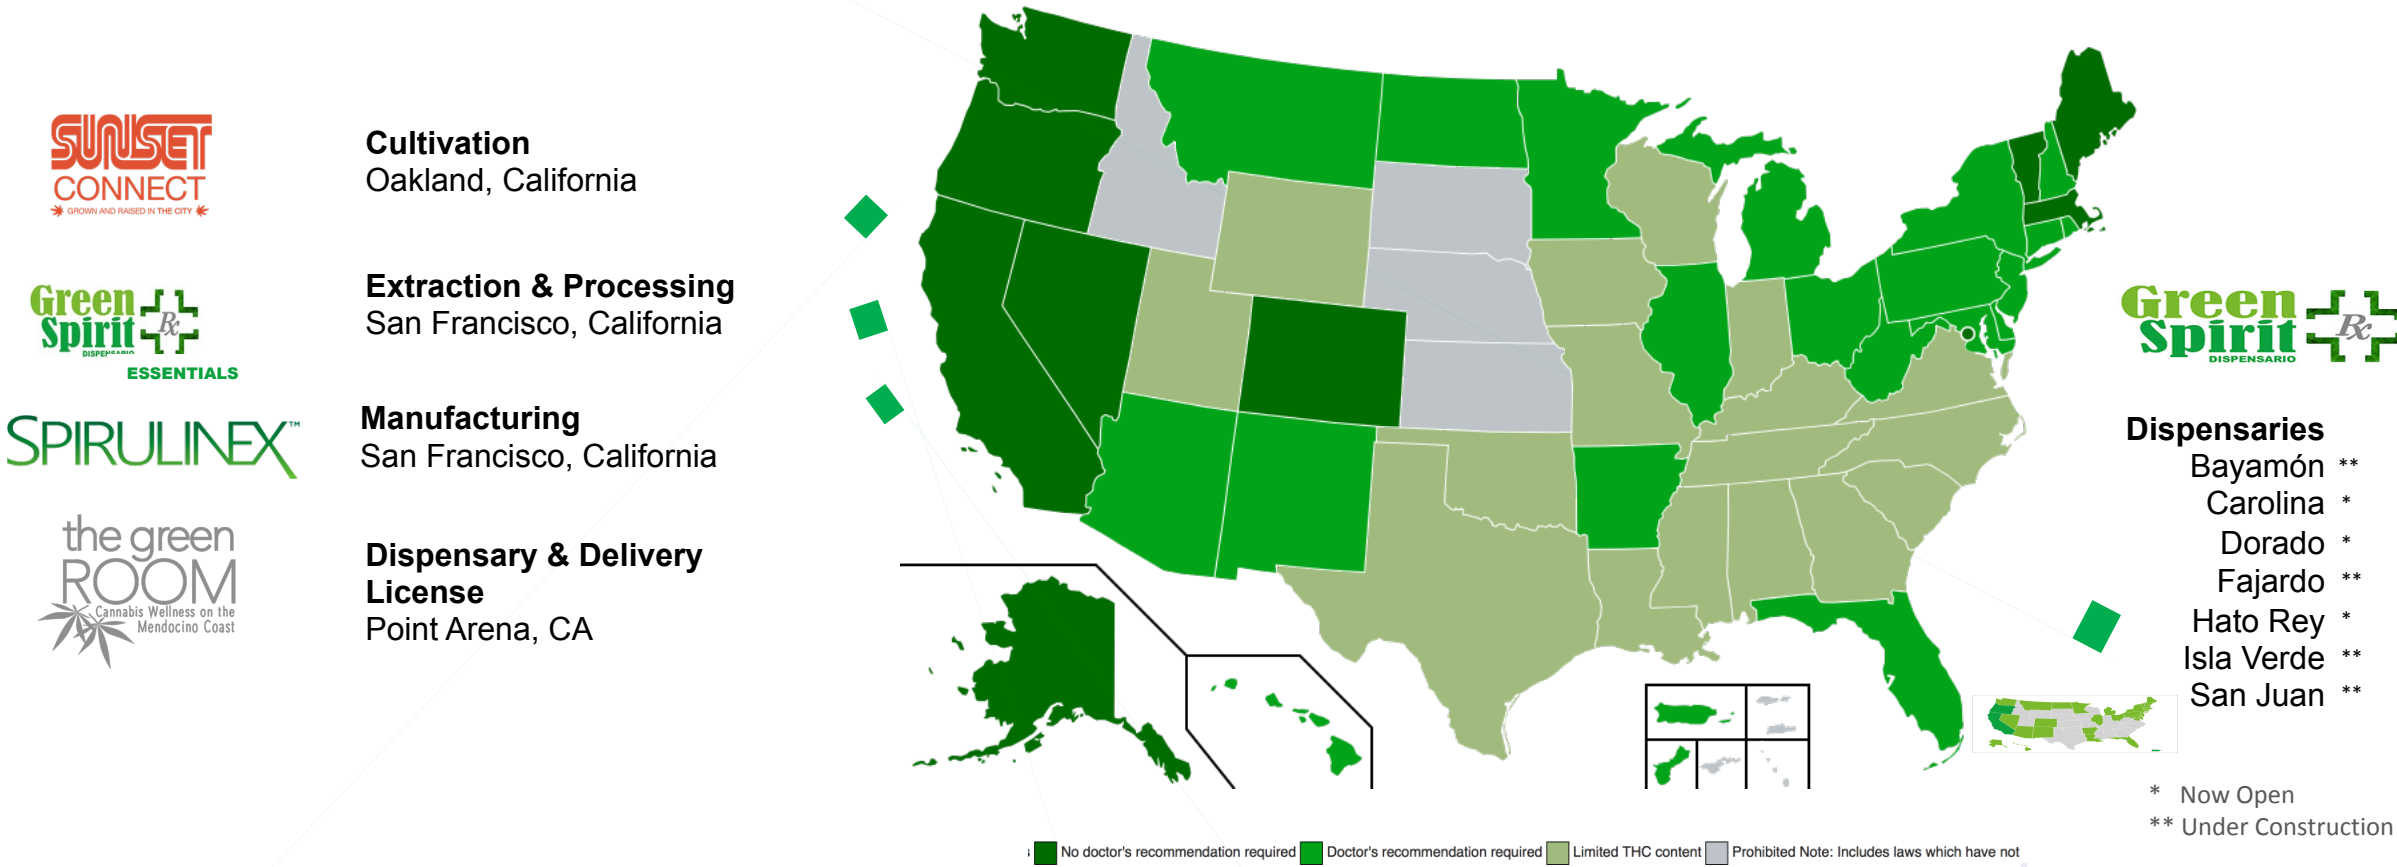 SUNSET
CONNECT
GROWN AND RAISED IN THE CITY
Cultivation
Oakland, California
Green
Spirit
Rx
DISPENSARIO
ESSENTIALS
Extraction & Processing
San Francisco, California
SPIRULINEX™
Manufacturing
San Francisco, California
the green
ROOM
Cannabis Wellness on the
Mendocino Coast
Dispensary & Delivery
License
Point Arena, CA
Green
Spirit
Rx
DISPENSARIO
Dispensaries
Bayamón **
Carolina *
Dorado *
Fajardo **
Hato Rey *
Isla Verde **
San Juan **
* Now Open
** Under Construction
No doctor's recommendation required Doctor's recommendation required Limited THC content Prohibited Note: Includes laws which have not